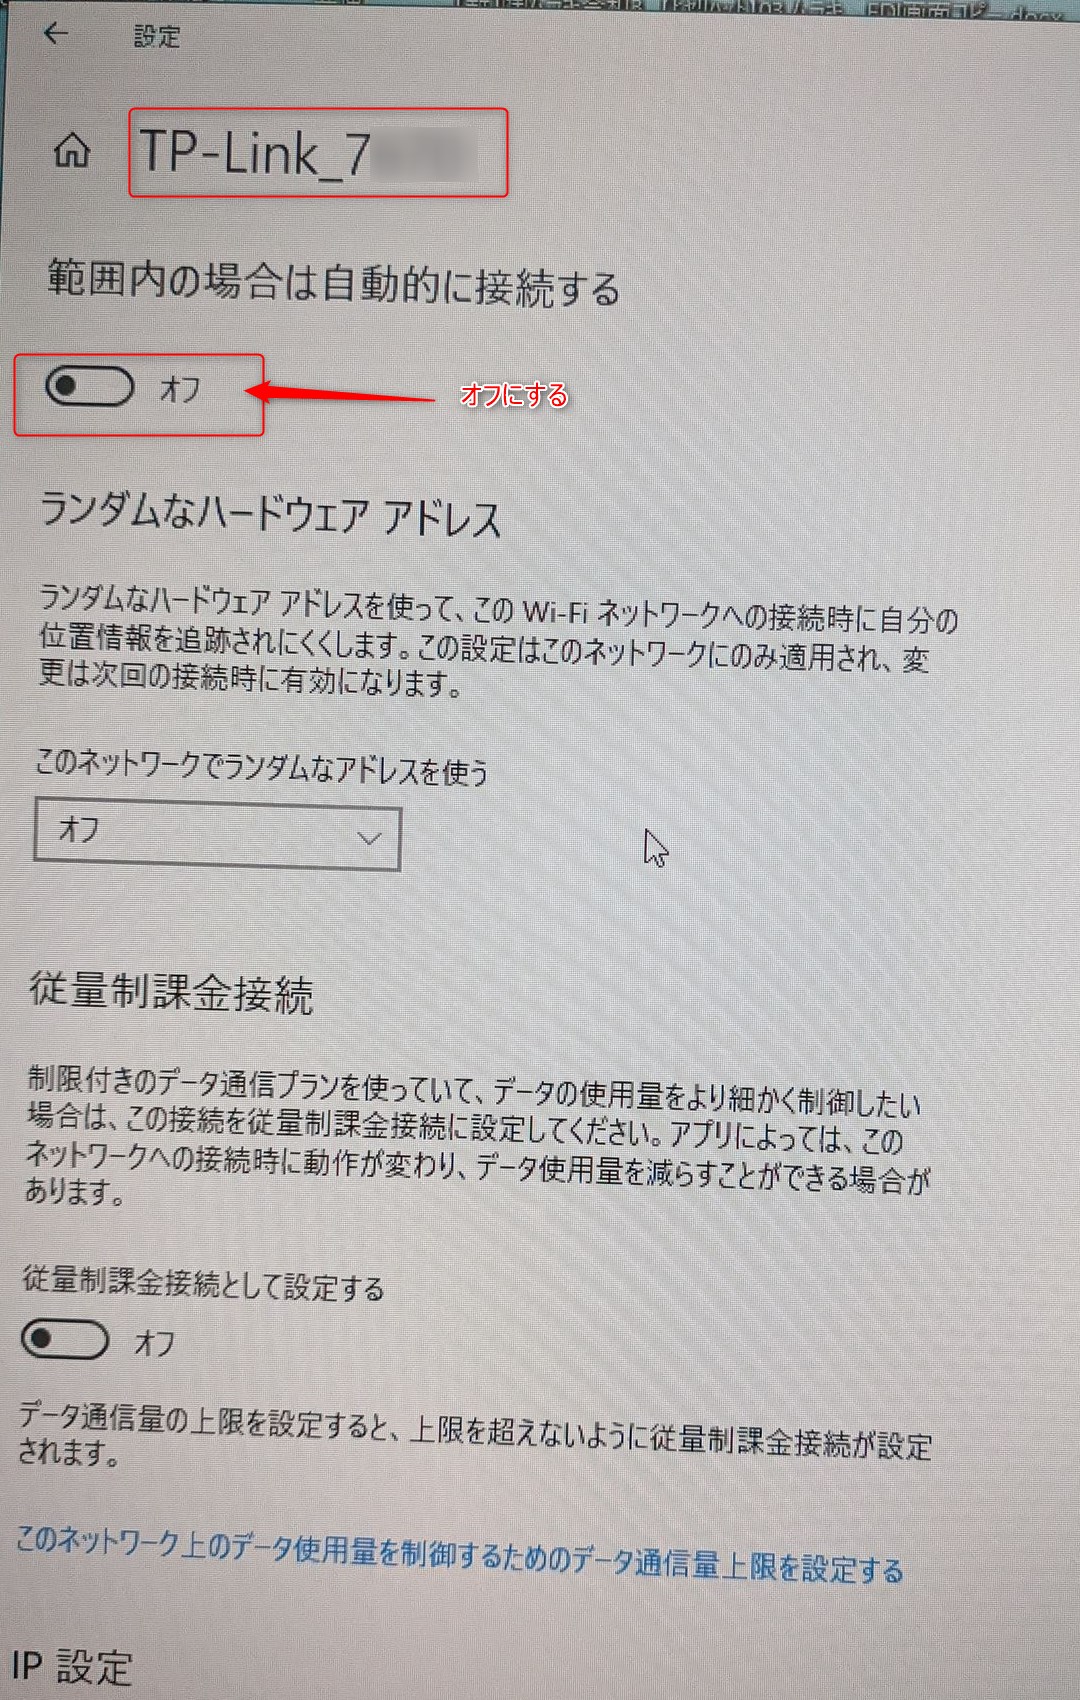 設定
TP-Link_7
範囲内の場合は自動的に接続する
オフ
オフにする
ランダムなハードウェア アドレス
ランダムなハードウェア アドレスを使って、この Wi-Fi ネットワークへの接続時に自分の
位置情報を追跡されにくくします。この設定はこのネットワークにのみ適用され、変
更は次回の接続時に有効になります。
このネットワークでランダムなアドレスを使う
オフ
従量制課金接続
制限付きのデータ通信プランを使っていて、データの使用量をより細かく制御したい
場合は、この接続を従量制課金接続に設定してください。アプリによっては、この
ネットワークへの接続時に動作が変わり、データ使用量を減らすことができる場合が
あります。
従量制課金接続として設定する
オフ
データ通信量の上限を設定すると、上限を超えないように従量制課金接続が設定
されます。
このネットワーク上のデータ使用量を制御するためのデータ通信量上限を設定する
IP 設定